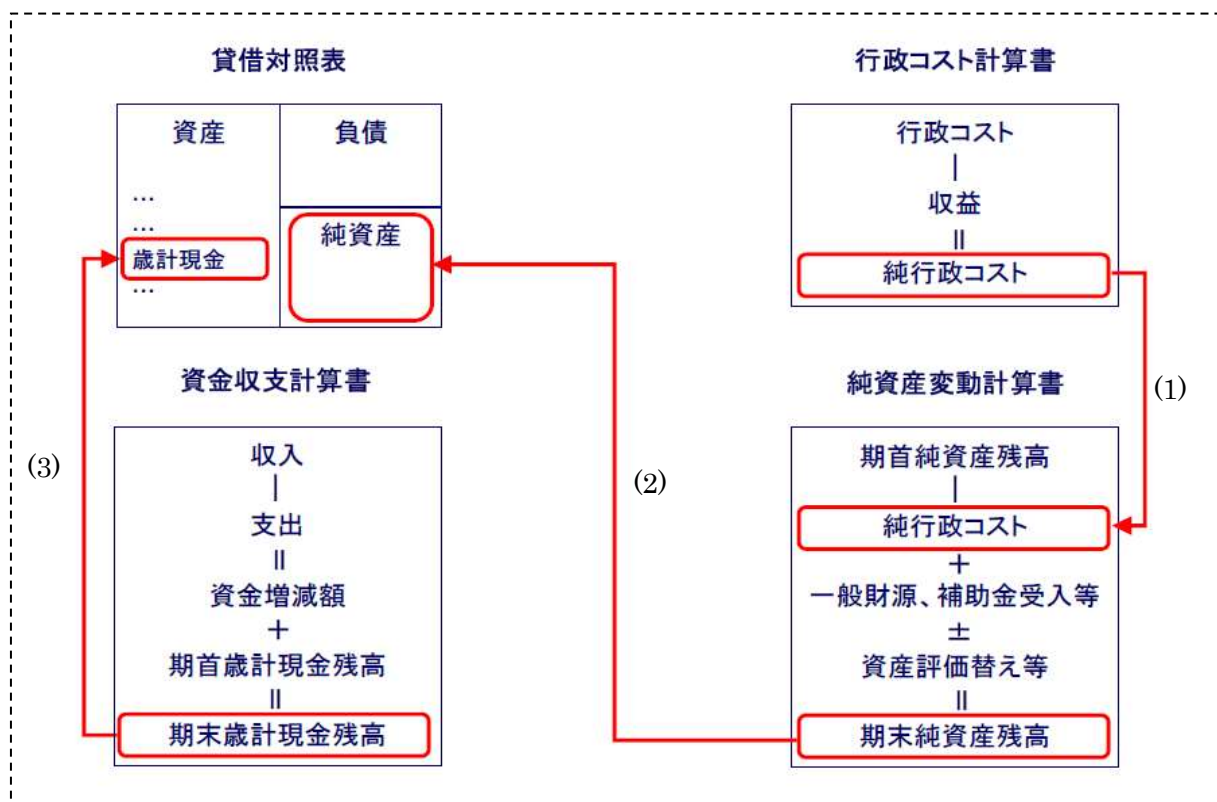 貸借対照表
資産
負債
…
…
歳計現金
…
純資産
行政コスト計算書
行政コスト
|
収益
||
純行政コスト
(1)
資金収支計算書
収入
|
支出
||
資金増減額
+
期首歳計現金残高
||
期末歳計現金残高
(3)
(2)
純資産変動計算書
期首純資産残高
|
純行政コスト
+
一般財源、補助金受入等
±
資産評価替え等
||
期末純資産残高